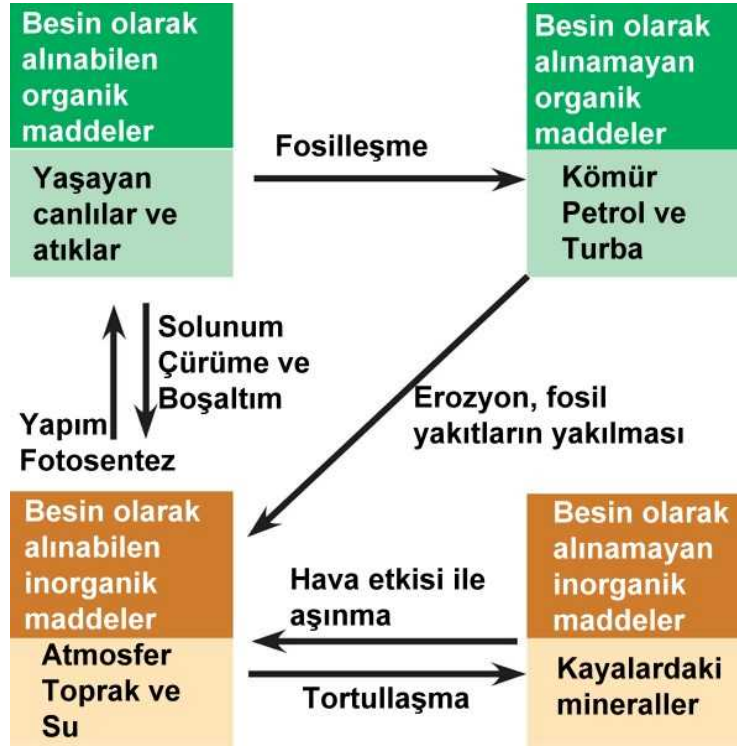 Besin olarak
alınabilen
organik
maddeler
Yaşayan
canlılar ve
atıklar
Fosilleşme
Besin olarak
alınamayan
organik
maddeler
Kömür
Petrol ve
Turba
Solunum
Çürüme ve
Boşaltım
Yapım
Fotosentez
Erozyon, fosil
yakıtların yakılması
Besin olarak
alınabilen
inorganik
maddeler
Atmosfer
Toprak ve
Su
Hava etkisi ile
aşınma
Tortullaşma
Besin olarak
alınamayan
inorganik
maddeler
Kayalardaki
mineraller